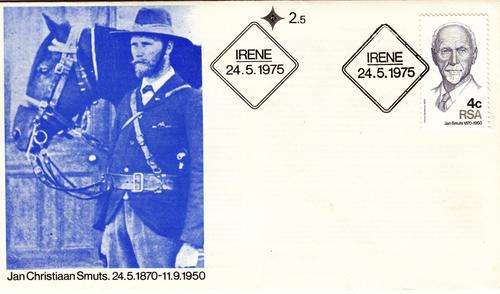 2.5
IRENE
24.5.1975
IRENE
24.5.1975
4c
RSA
Jan Smuts 1870-1950
Jan Christiaan Smuts. 24.5.1870-11.9.1950